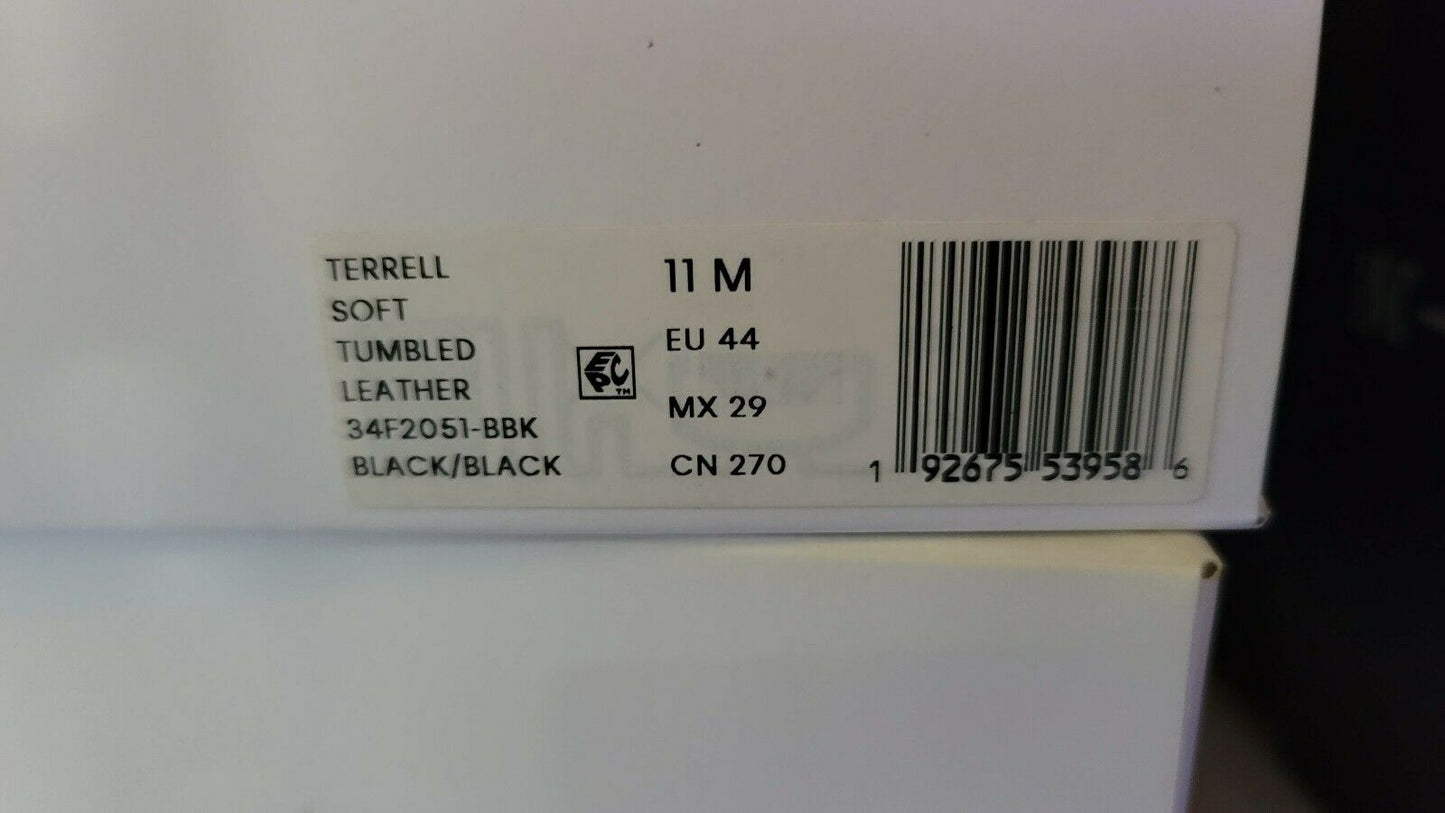 TERRELL
SOFT
TUMBLED
LEATHER
34F2051-BBK
BLACK/BLACK
EPC™
11 M
EU 44
MX 29
CN 270
1 92675 53958 6